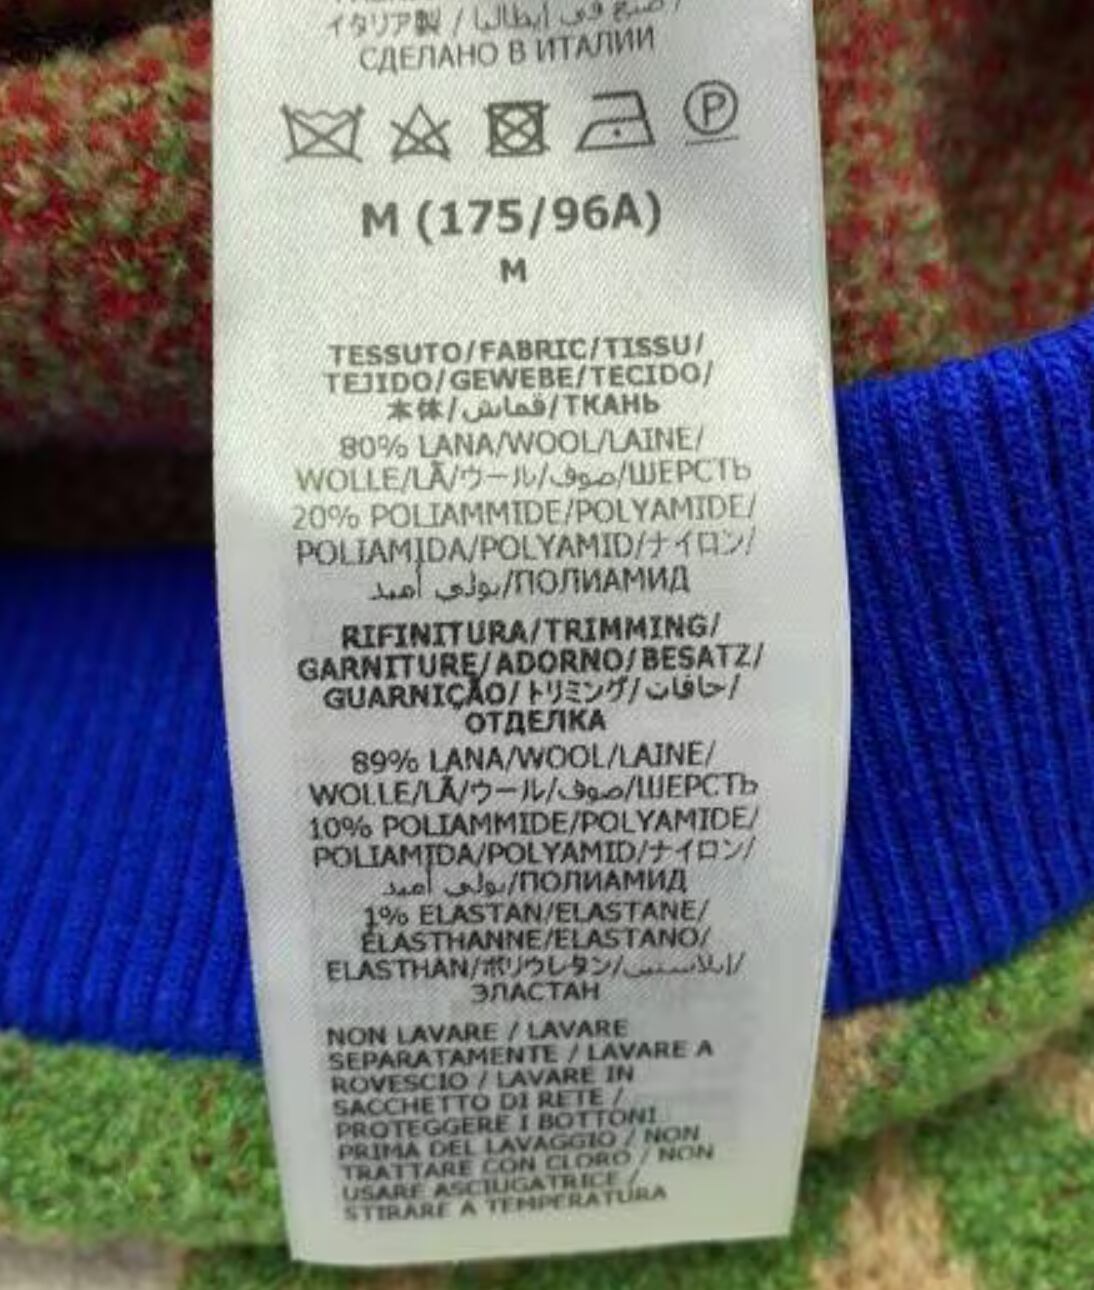 イタリア製 / صنع في إيطاليا /
СДЕЛАНО В ИТАЛИИ
P
M (175/96A)
M
TESSUTO/FABRIC/TISSU/
TEJIDO/GEWEBE/TECIDO/
本体/قماش/ТКАНЬ
80% LANA/WOOL/LAINE/
WOLLE/LÃ/ウール/صوف/ШЕРСТЬ
20% POLIAMMIDE/POLYAMIDE/
POLIAMIDA/POLYAMID/ナイロン/
بولي أميد/ПОЛИАМИД
RIFINITURA/TRIMMING/
GARNITURE/ADORNO/BESATZ/
GUARNIÇÃO/トリミング/حافات/
ОТДЕЛКА
89% LANA/WOOL/LAINE/
WOLLE/LÃ/ウール/صوف/ШЕРСТЬ
10% POLIAMMIDE/POLYAMIDE/
POLIAMIDA/POLYAMID/ナイロン/
بولي أميد/ПОЛИАМИД
1% ELASTAN/ELASTANE/
ÉLASTHANNE/ELASTANO/
ELASTHAN/ポリウレタン/إيلاستين/
ЭЛАСТАН
NON LAVARE / LAVARE
SEPARATAMENTE / LAVARE A
ROVESCIO / LAVARE IN
SACCHETTO DI RETE /
PROTEGGERE I BOTTONI
PRIMA DEL LAVAGGIO / NON
TRATTARE CON CLORO / NON
USARE ASCIUGATRICE /
STIRARE A TEMPERATURA